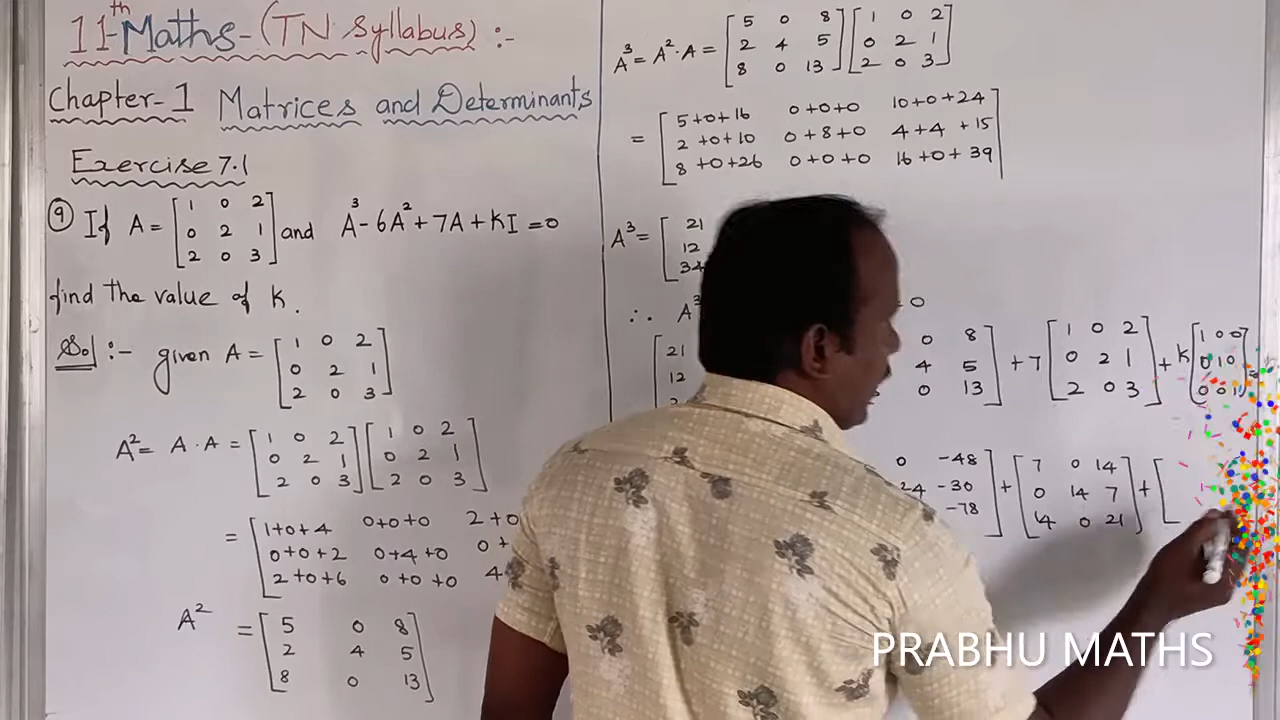 11th Maths - (TN Syllabus) :-
Chapter-1 Matrices and Determinants
Exercise 7.1
9 If A = [1 0 2
0 2 1
2 0 3] and A³ - 6A² + 7A + KI = 0
find the value of K.
Sol :- given A = [1 0 2
0 2 1
2 0 3]
A² = A . A = [1 0 2 ] [1 0 2
0 2 1 ] [0 2 1
2 0 3 ] [2 0 3]
= [1+0+4 0+0+0 2+0
0+0+2 0+4+0 0+
2+0+6 0+0+0 4+
A² = [5 0 8
2 4 5
8 0 13]
A³ = A² . A = [5 0 8 ] [1 0 2
2 4 5 ] [0 2 1
8 0 13 ] [2 0 3]
= [5+0+16 0+0+0 10+0+24
2+0+10 0+8+0 4+4+15
8+0+26 0+0+0 16+0+39]
A³ = [21
12
34
∴ A³ = 0
[21 0 8 ] + 7 [1 0 2 ] + K [1 0 0
12 4 5 ] [0 2 1 ] [0 1 0
0 13 ] [2 0 3 ] [0 0 1] =
0 -48 ] + [7 0 14 ] + [
24 -30 ] [0 14 7 ]
-78 ] [14 0 21 ]
PRABHU MATHS